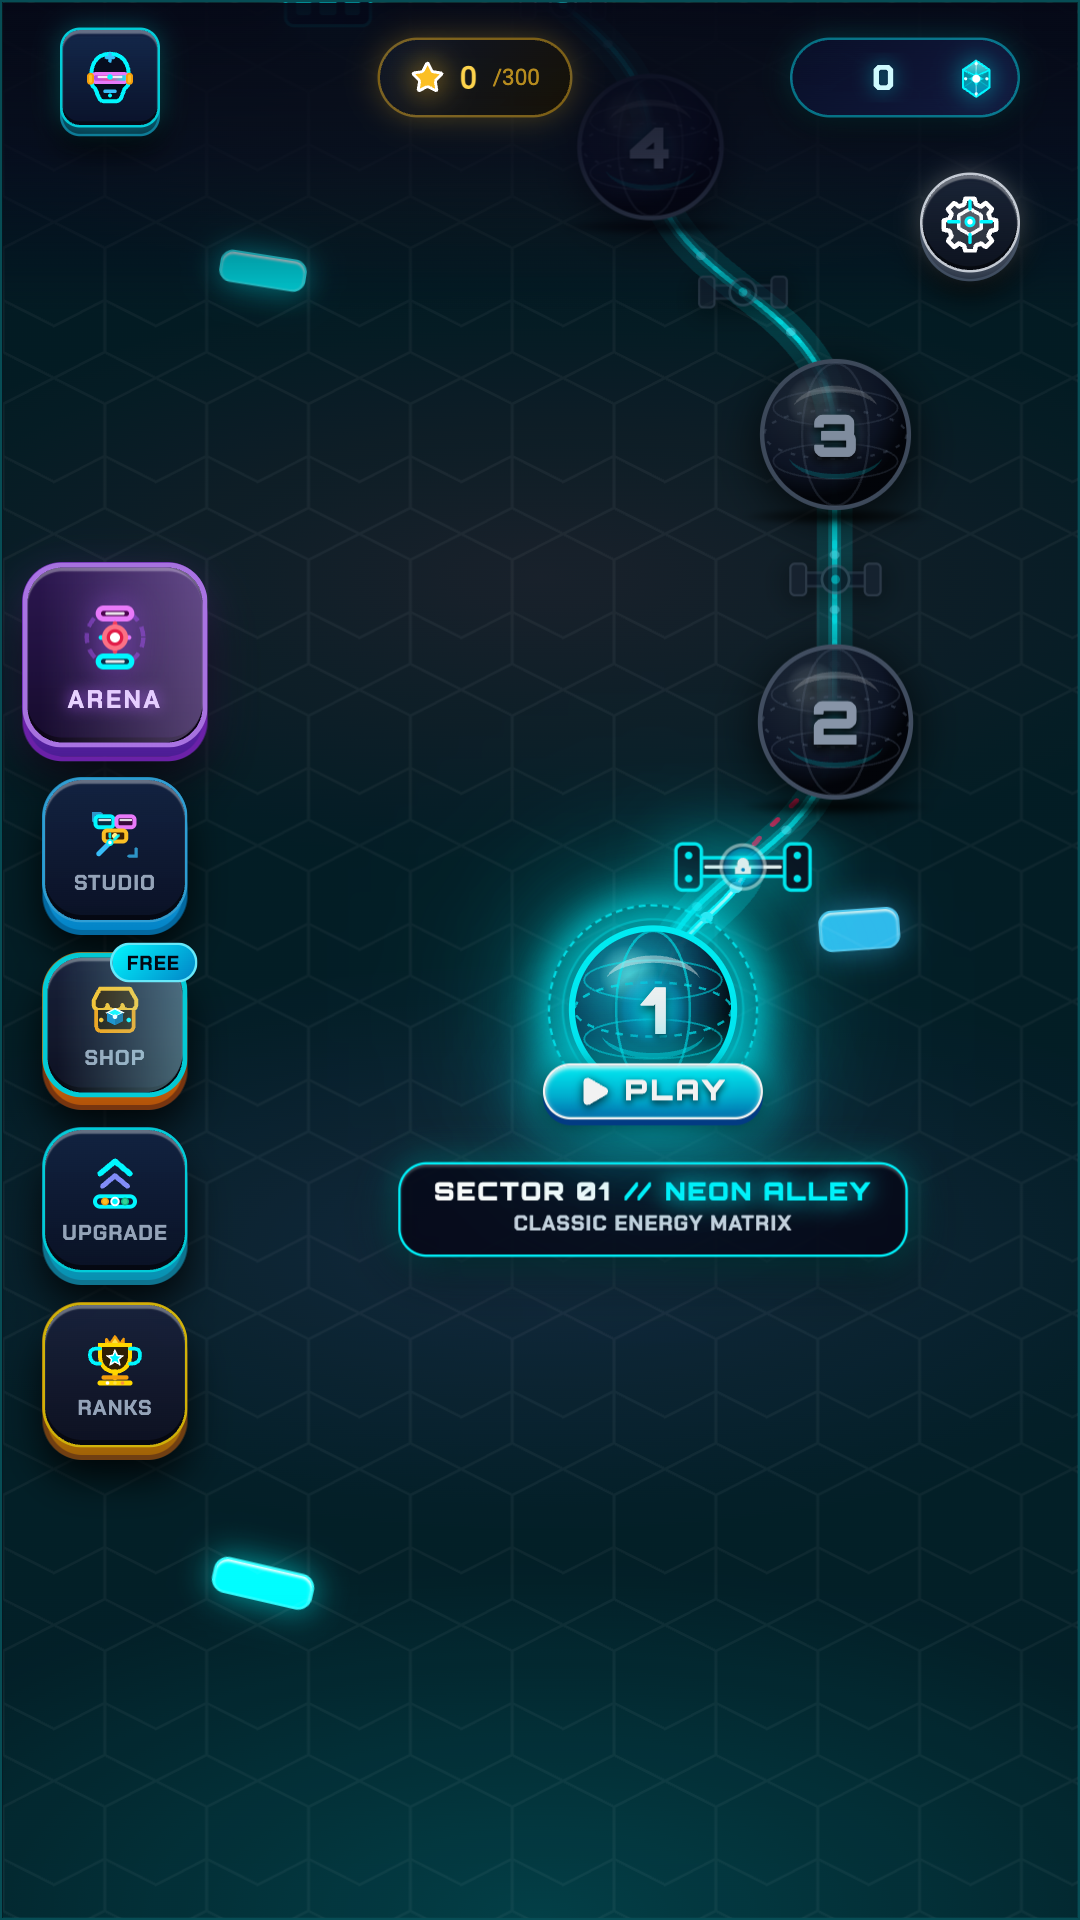 0 /300
0
4
3
ARENA
2
STUDIO
FREE
SHOP
1
PLAY
SECTOR 01 // NEON ALLEY
CLASSIC ENERGY MATRIX
UPGRADE
RANKS